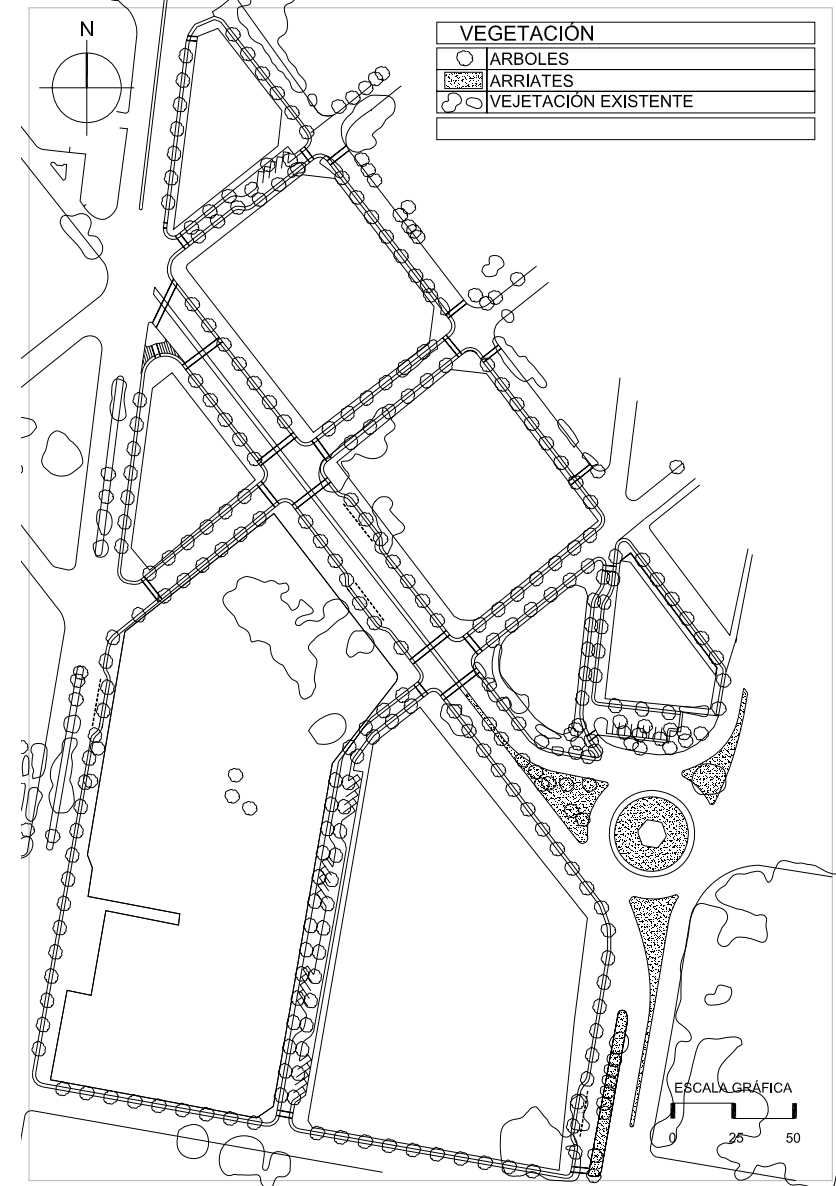 N
VEGETACIÓN
ARBOLES
ARRIATES
VEJETACIÓN EXISTENTE
ESCALA GRÁFICA
0 25 50